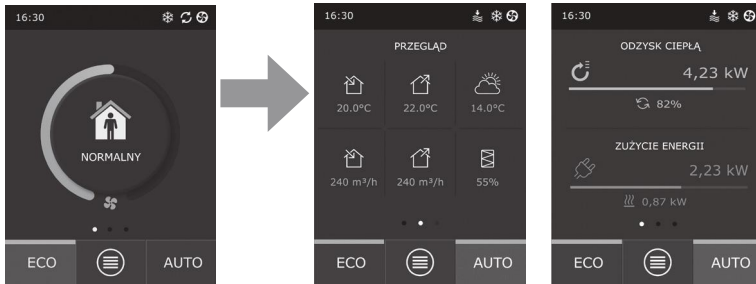 16:30
NORMALNY
ECO
AUTO
16:30
PRZEGLĄD
20.0°C 22.0°C 14.0°C
240 m³/h 240 m³/h 55%
ECO
AUTO
16:30
ODZYSK CIEPŁĄ
4,23 kW
82%
ZUŻYCIE ENERGII
2,23 kW
0,87 kW
ECO
AUTO